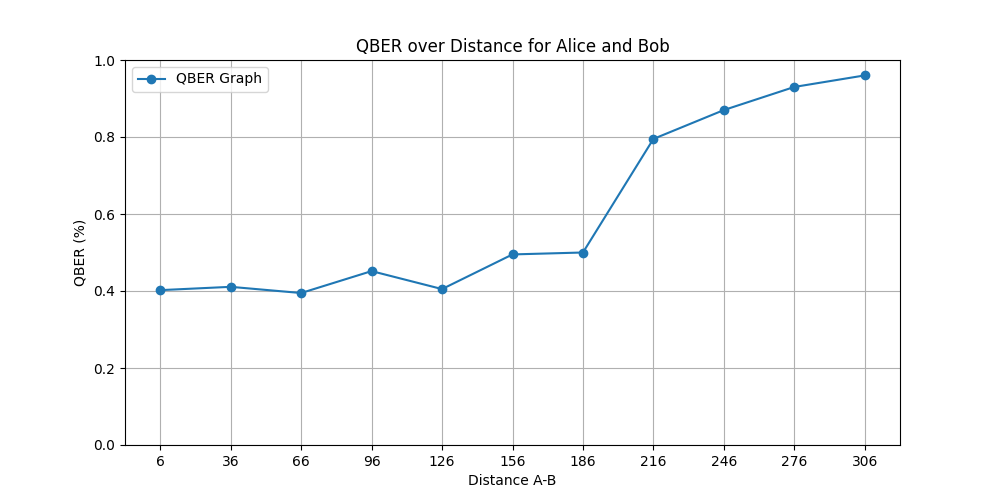 QBER over Distance for Alice and Bob
QBER Graph
1.0
0.8
0.6
0.4
0.2
0.0
QBER (%)
6 36 66 96 126 156 186 216 246 276 306
Distance A-B